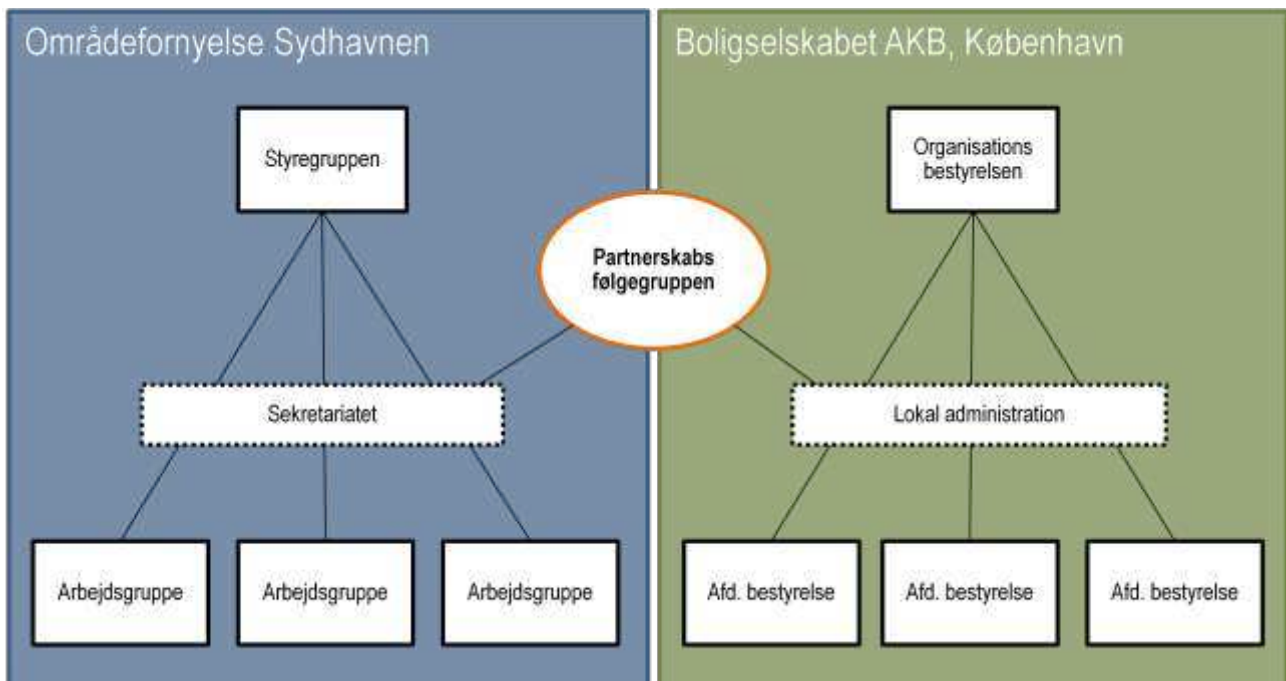 Områdefornyelse Sydhavnen
Boligselskabet AKB, København
Styregruppen
Organisations
bestyrelsen
Partnerskabs
følgegruppen
Sekretariatet
Lokal administration
Arbejdsgruppe
Arbejdsgruppe
Arbejdsgruppe
Afd. bestyrelse
Afd. bestyrelse
Afd. bestyrelse